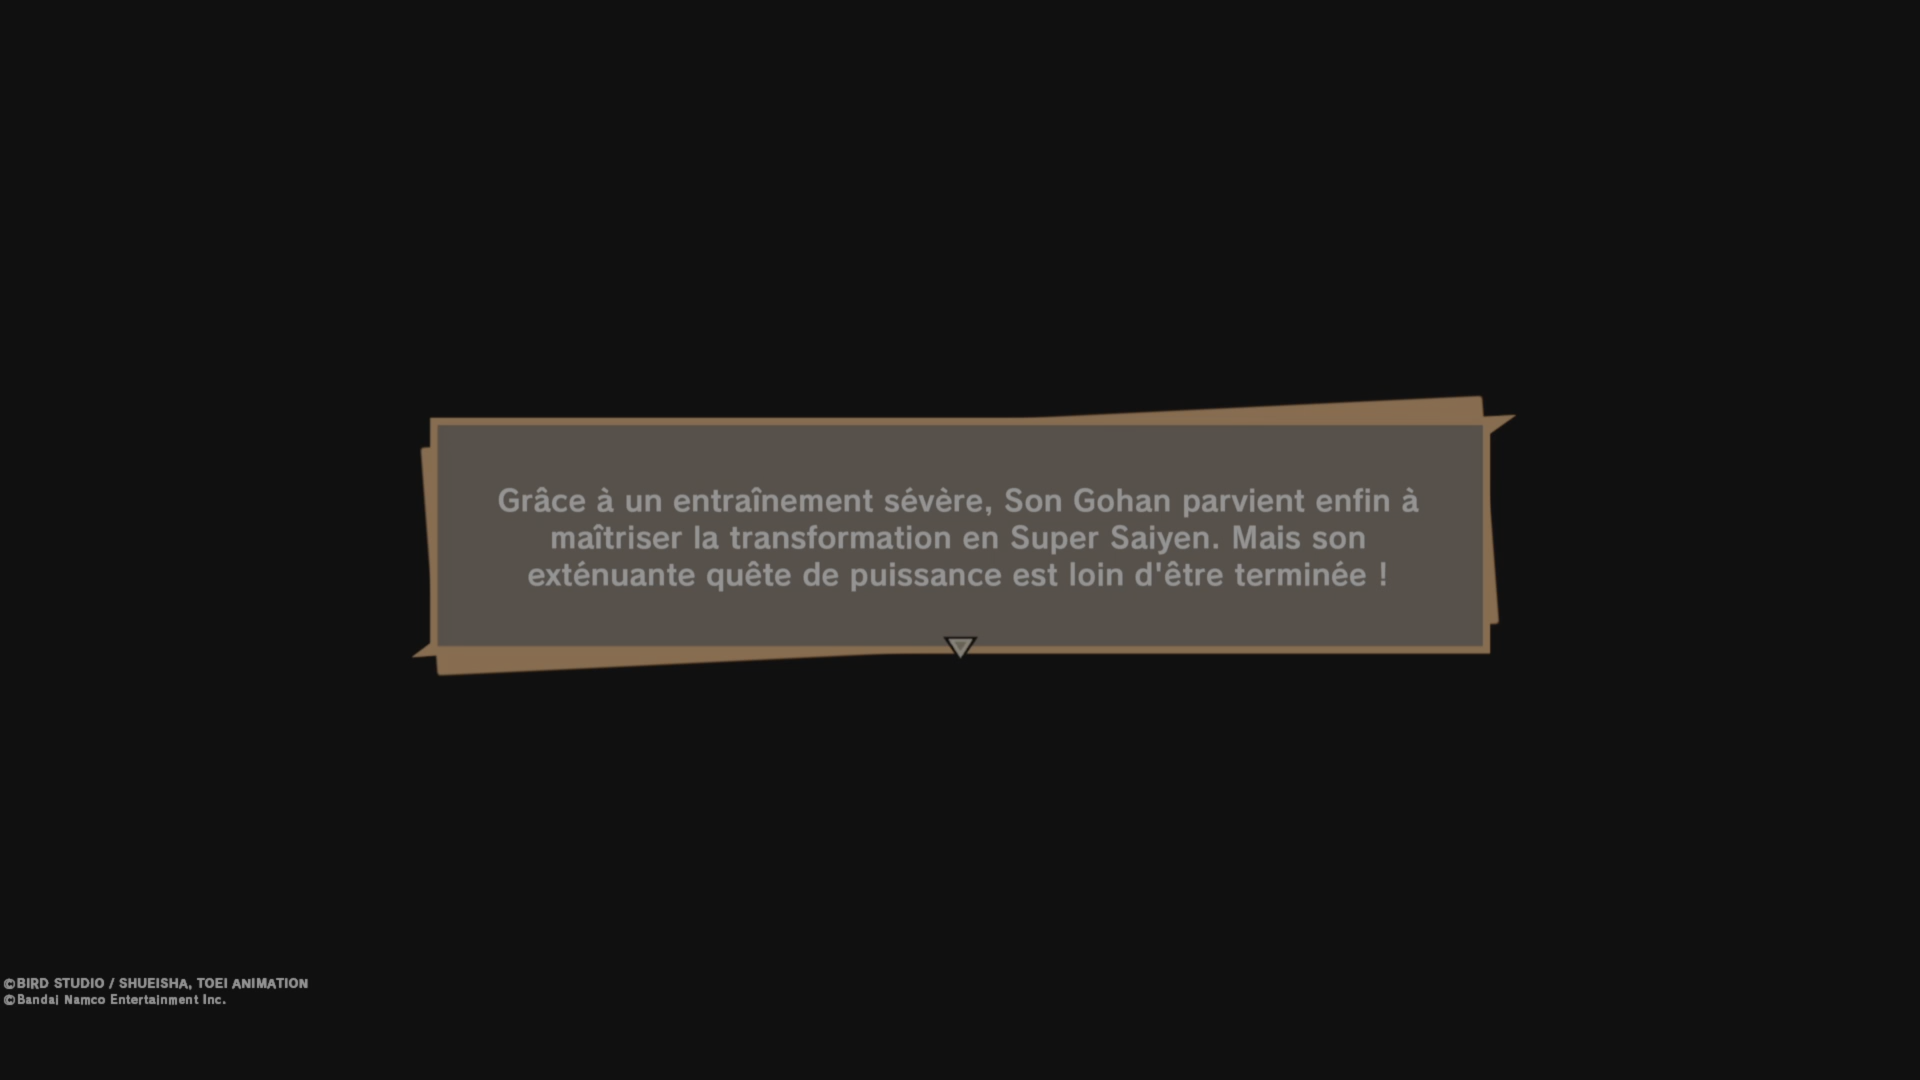 Grâce à un entraînement sévère, Son Gohan parvient enfin à
maîtriser la transformation en Super Saiyen. Mais son
exténuante quête de puissance est loin d'être terminée !
©BIRD STUDIO / SHUEISHA, TOEI ANIMATION
©Bandai Namco Entertainment Inc.